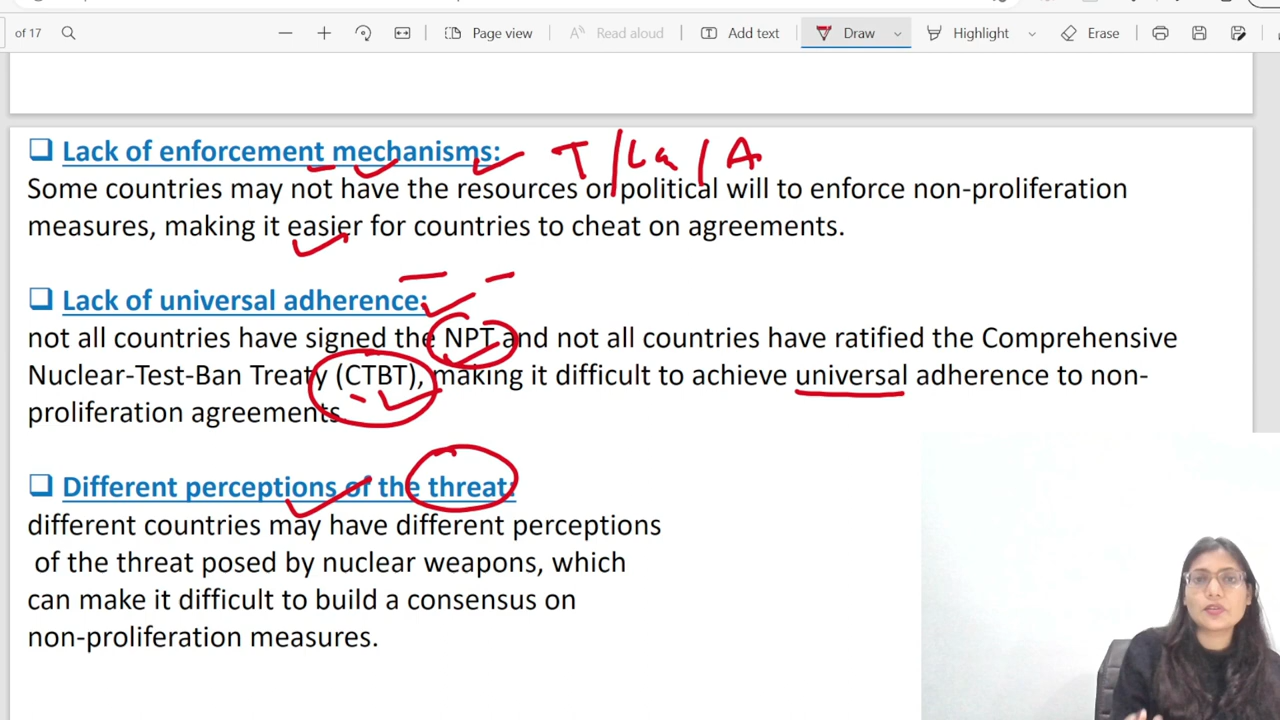 of 17
Page view
Read aloud
Add text
Draw
Highlight
Erase
Lack of enforcement mechanisms: T/La/A
Some countries may not have the resources or political will to enforce non-proliferation
measures, making it easier for countries to cheat on agreements.
Lack of universal adherence:
not all countries have signed the NPT and not all countries have ratified the Comprehensive
Nuclear-Test-Ban Treaty (CTBT), making it difficult to achieve universal adherence to non-
proliferation agreements.
Different perceptions of the threat:
different countries may have different perceptions
of the threat posed by nuclear weapons, which
can make it difficult to build a consensus on
non-proliferation measures.